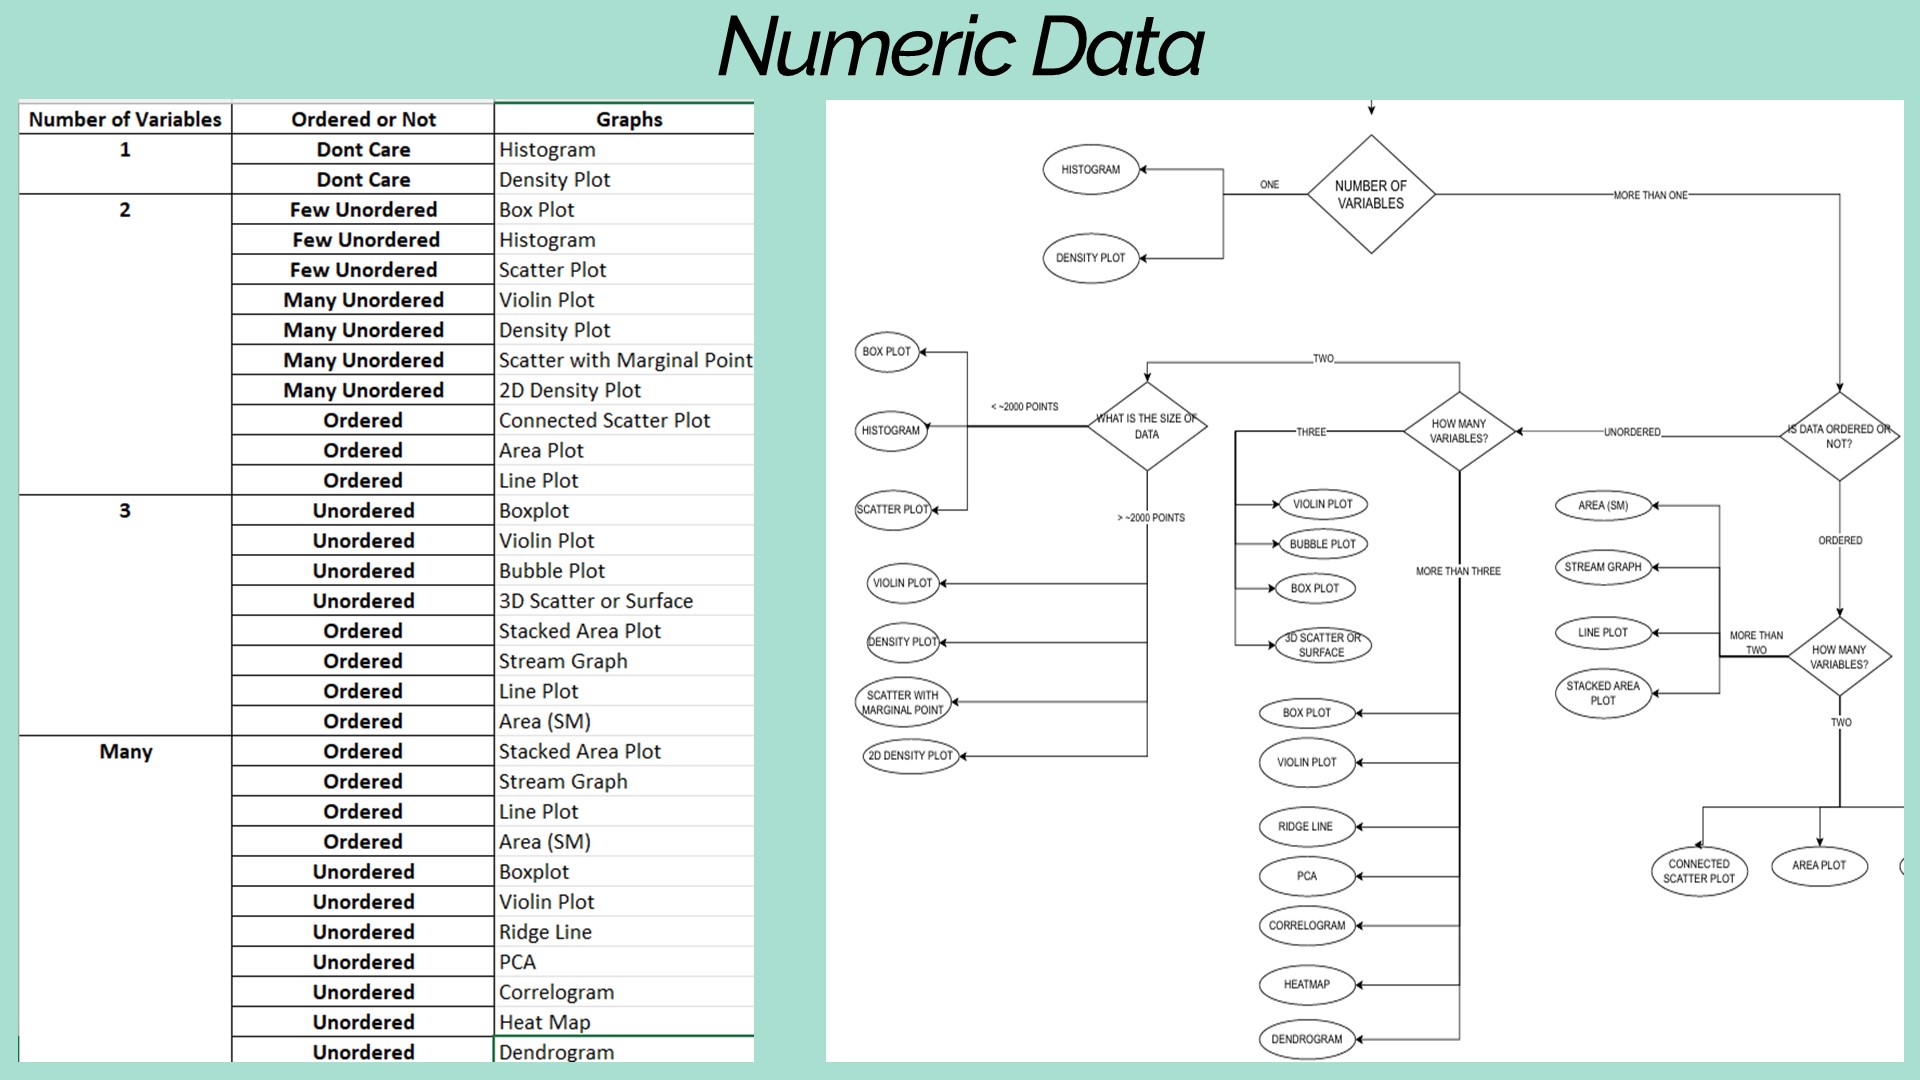 Numeric Data
Number of Variables Ordered or Not Graphs
1 Dont Care Histogram
Dont Care Density Plot
2 Few Unordered Box Plot
Few Unordered Histogram
Few Unordered Scatter Plot
Many Unordered Violin Plot
Many Unordered Density Plot
Many Unordered Scatter with Marginal Point
Many Unordered 2D Density Plot
Ordered Connected Scatter Plot
Ordered Area Plot
Ordered Line Plot
3 Unordered Boxplot
Unordered Violin Plot
Unordered Bubble Plot
Unordered 3D Scatter or Surface
Ordered Stacked Area Plot
Ordered Stream Graph
Ordered Line Plot
Ordered Area (SM)
Many Ordered Stacked Area Plot
Ordered Stream Graph
Ordered Line Plot
Ordered Area (SM)
Unordered Boxplot
Unordered Violin Plot
Unordered Ridge Line
Unordered PCA
Unordered Correlogram
Unordered Heat Map
Unordered Dendrogram
NUMBER OF
VARIABLES
ONE
HISTOGRAM
DENSITY PLOT
MORE THAN ONE
IS DATA ORDERED OR
NOT?
UNORDERED
HOW MANY
VARIABLES?
TWO
WHAT IS THE SIZE OF
DATA
< ~2000 POINTS
BOX PLOT
HISTOGRAM
SCATTER PLOT
> ~2000 POINTS
VIOLIN PLOT
DENSITY PLOT
SCATTER WITH
MARGINAL POINT
2D DENSITY PLOT
THREE
VIOLIN PLOT
BUBBLE PLOT
BOX PLOT
3D SCATTER OR
SURFACE
MORE THAN THREE
BOX PLOT
VIOLIN PLOT
RIDGE LINE
PCA
CORRELOGRAM
HEATMAP
DENDROGRAM
ORDERED
HOW MANY
VARIABLES?
MORE THAN
TWO
AREA (SM)
STREAM GRAPH
LINE PLOT
STACKED AREA
PLOT
TWO
CONNECTED
SCATTER PLOT
AREA PLOT